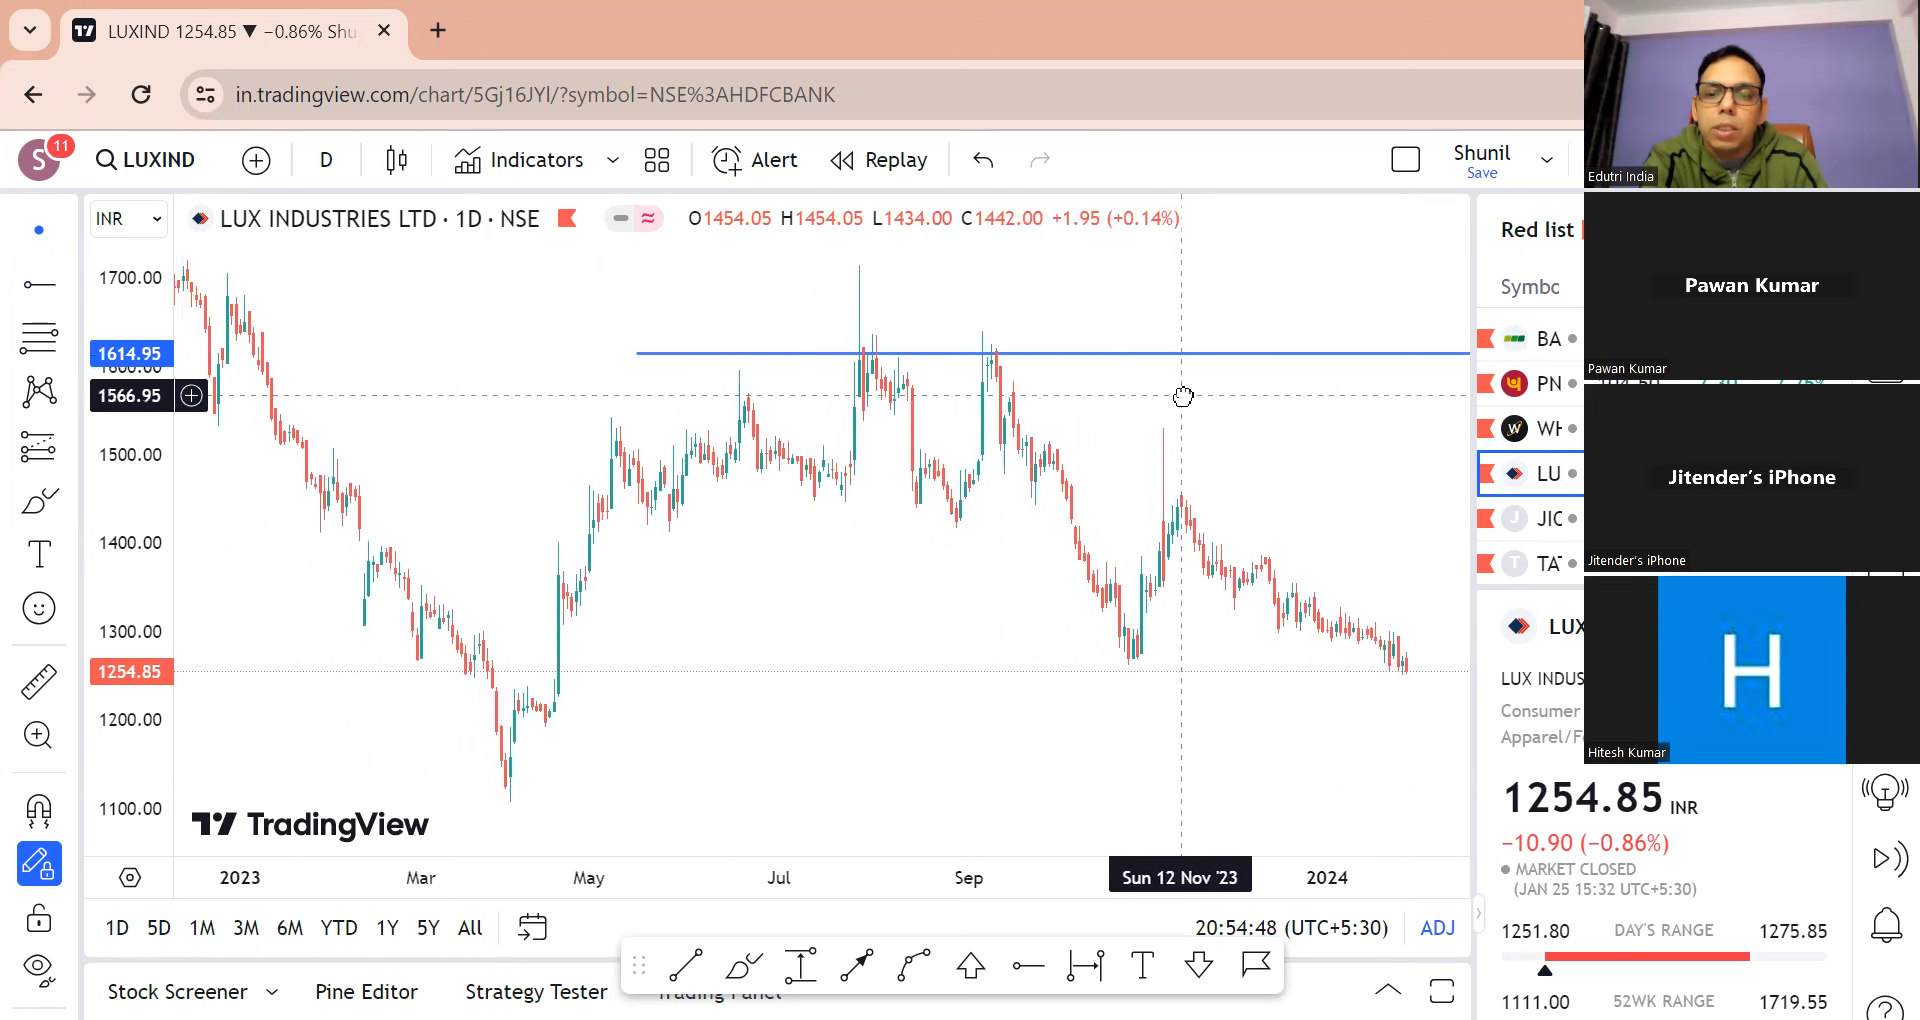 LUXIND 1254.85 ▼ −0.86% Shu
in.tradingview.com/chart/5Gj16JYl/?symbol=NSE%3AHDFCBANK
S 11 LUXIND D Indicators Alert Replay Shunil
Save
INR LUX INDUSTRIES LTD · 1D · NSE O1454.05 H1454.05 L1434.00 C1442.00 +1.95 (+0.14%)
1700.00
1614.95
1600.00
1566.95
1500.00
1400.00
1300.00
1254.85
1200.00
1100.00
TradingView
2023 Mar May Jul Sep Sun 12 Nov '23 2024
1D 5D 1M 3M 6M YTD 1Y 5Y All 20:54:48 (UTC+5:30) ADJ
Stock Screener Pine Editor Strategy Tester Trading Panel
Red list
Symbo
BA
PN
W WH
LU
J JIO
T TA
LUX
LUX INDUS
Consumer
Apparel/F
1254.85 INR
−10.90 (−0.86%)
MARKET CLOSED
(JAN 25 15:32 UTC+5:30)
1251.80 DAY'S RANGE 1275.85
1111.00 52WK RANGE 1719.55
Edutri India
Pawan Kumar
Pawan Kumar
Jitender's iPhone
Jitender's iPhone
H
Hitesh Kumar